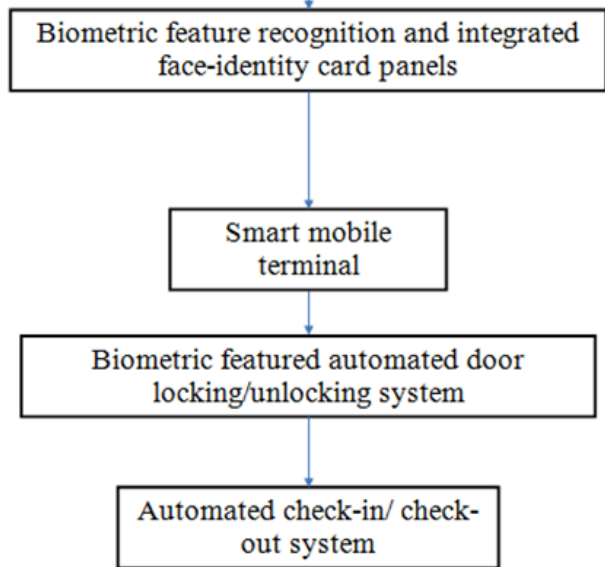 Biometric feature recognition and integrated
face-identity card panels
Smart mobile
terminal
Biometric featured automated door
locking/unlocking system
Automated check-in/ check-
out system